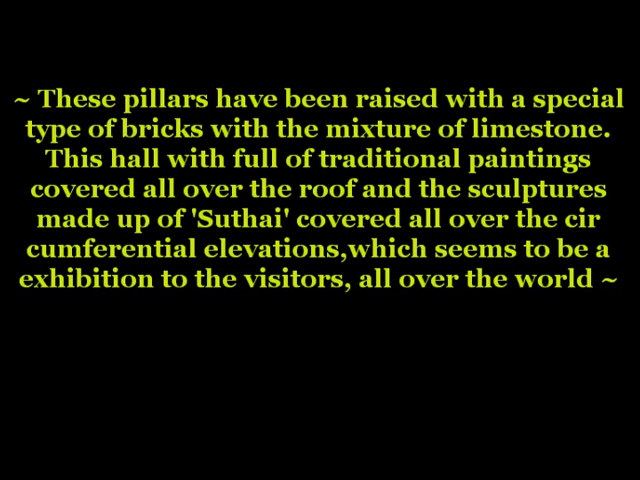 ~ These pillars have been raised with a special
type of bricks with the mixture of limestone.
This hall with full of traditional paintings
covered all over the roof and the sculptures
made up of 'Suthai' covered all over the cir
cumferential elevations,which seems to be a
exhibition to the visitors, all over the world ~